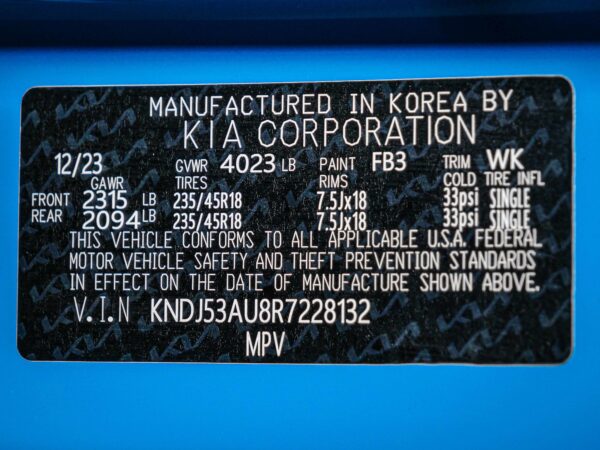 MANUFACTURED IN KOREA BY
KIA CORPORATION
12/23 GVWR 4023 LB PAINT FB3 TRIM WK
GAWR TIRES RIMS COLD TIRE INFL
FRONT 2315 LB 235/45R18 7.5Jx18 33psi SINGLE
REAR 2094 LB 235/45R18 7.5Jx18 33psi SINGLE
THIS VEHICLE CONFORMS TO ALL APPLICABLE U.S.A. FEDERAL
MOTOR VEHICLE SAFETY AND THEFT PREVENTION STANDARDS
IN EFFECT ON THE DATE OF MANUFACTURE SHOWN ABOVE.
V.I.N KNDJ53AU8R7228132
MPV